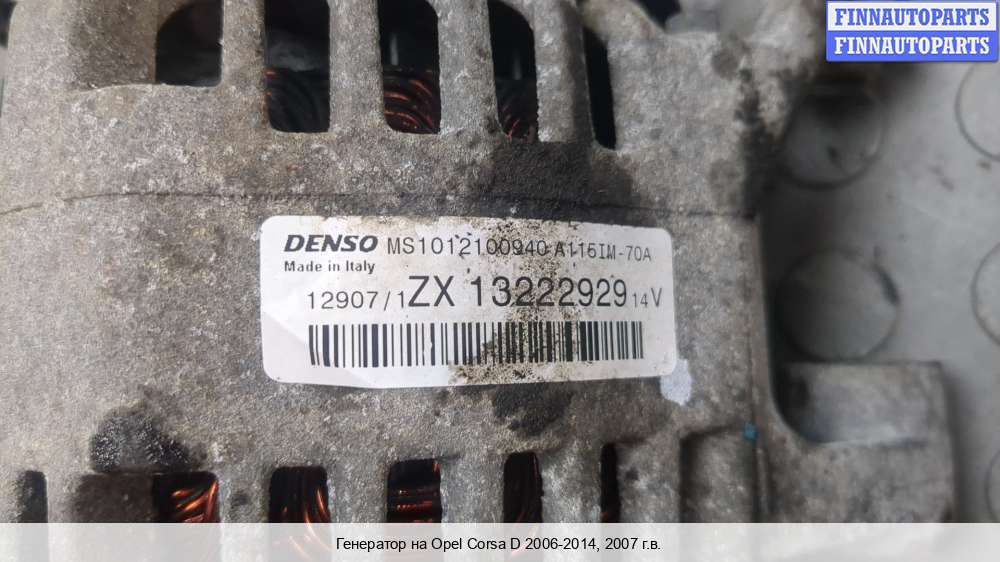 FINNAUTOPARTS
FINNAUTOPARTS
DENSO MS1012100940 A115IM-70A
Made in Italy
12907/1ZX 13222929 14V
Генератор на Opel Corsa D 2006-2014, 2007 г.в.